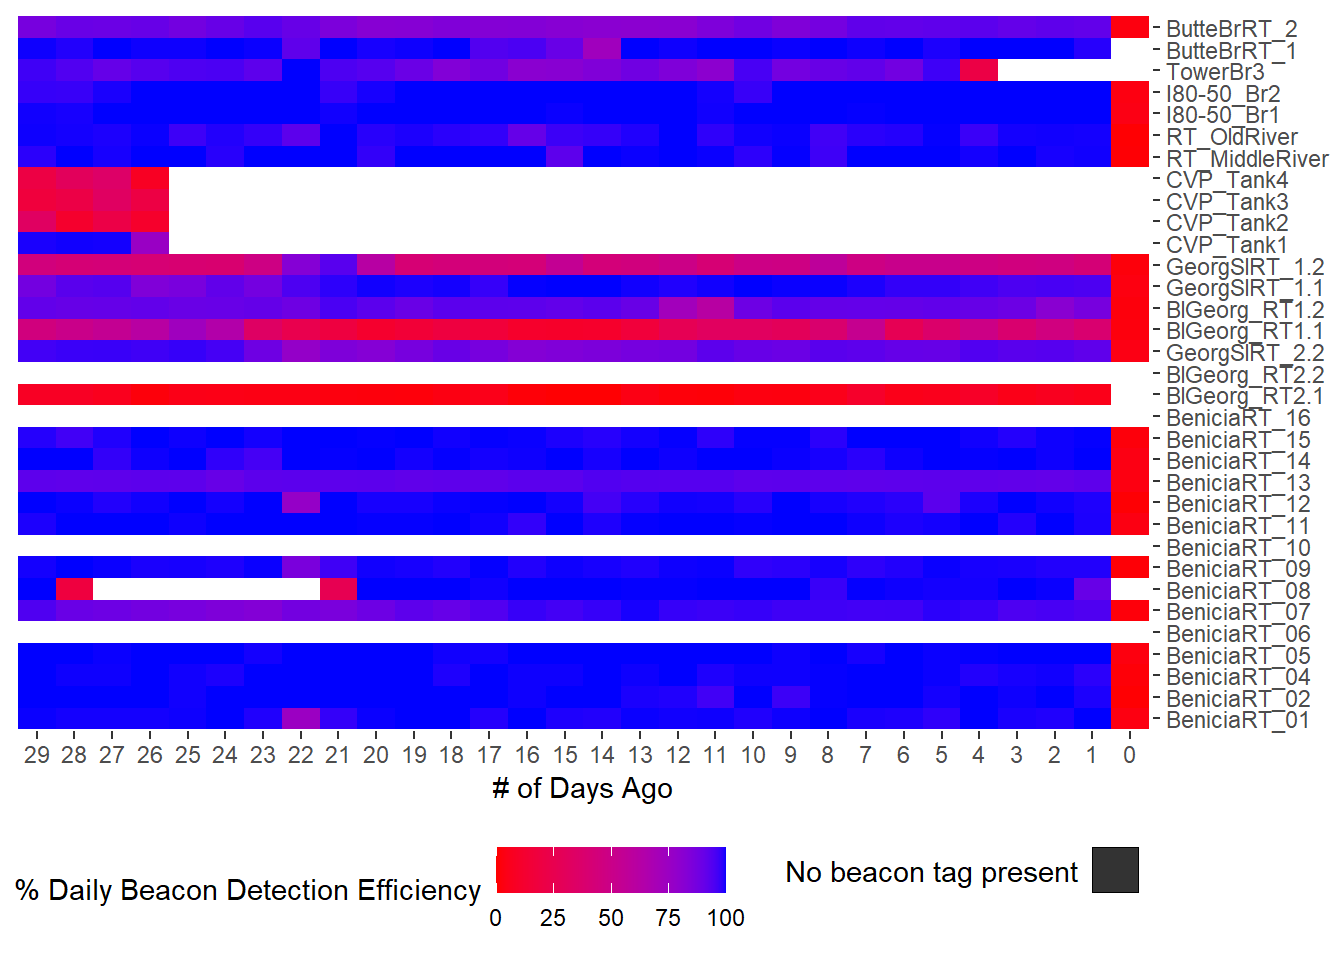 ButteBrRT_2
ButteBrRT_1
TowerBr3
I80-50_Br2
I80-50_Br1
RT_OldRiver
RT_MiddleRiver
CVP_Tank4
CVP_Tank3
CVP_Tank2
CVP_Tank1
GeorgSlRT_1.2
GeorgSlRT_1.1
BlGeorg_RT1.2
BlGeorg_RT1.1
GeorgSlRT_2.2
BlGeorg_RT2.2
BlGeorg_RT2.1
BeniciaRT_16
BeniciaRT_15
BeniciaRT_14
BeniciaRT_13
BeniciaRT_12
BeniciaRT_11
BeniciaRT_10
BeniciaRT_09
BeniciaRT_08
BeniciaRT_07
BeniciaRT_06
BeniciaRT_05
BeniciaRT_04
BeniciaRT_02
BeniciaRT_01
29 28 27 26 25 24 23 22 21 20 19 18 17 16 15 14 13 12 11 10 9 8 7 6 5 4 3 2 1 0
# of Days Ago
% Daily Beacon Detection Efficiency
0 25 50 75 100
No beacon tag present